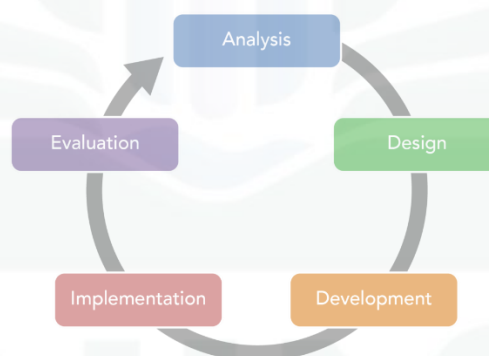 Analysis
Design
Development
Implementation
Evaluation